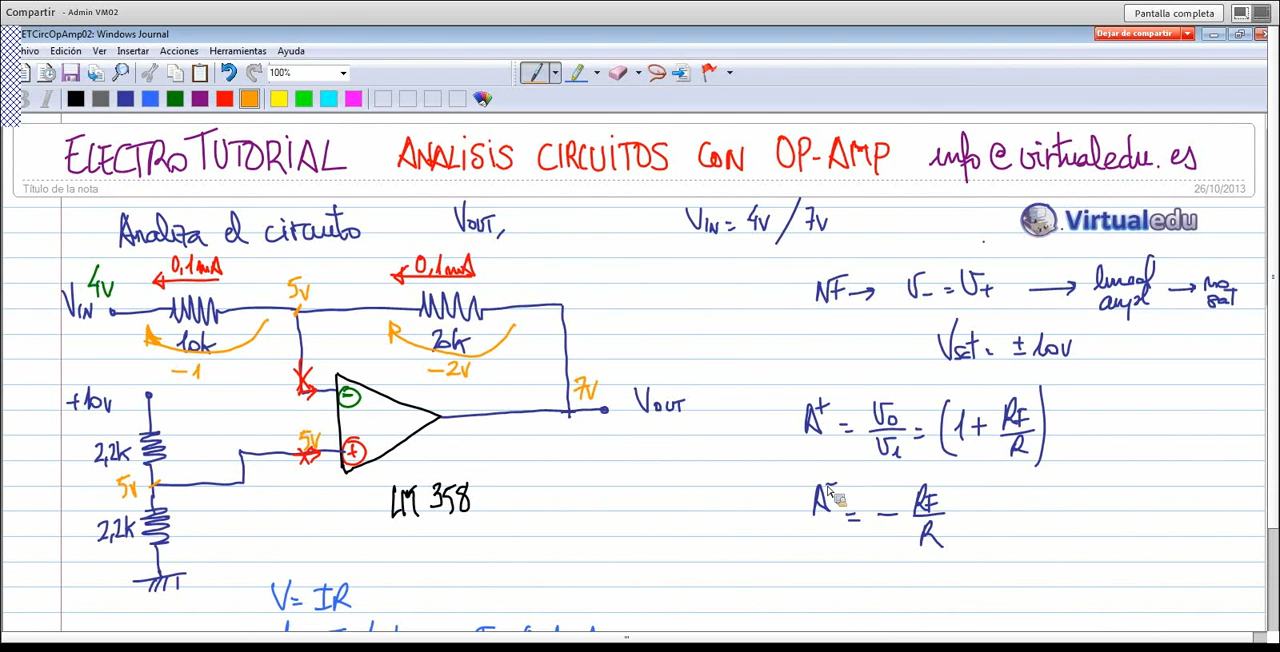 Compartir - Admin VM02
Pantalla completa
ETCircOpAmp02: Windows Journal
Dejar de compartir
hivo Edición Ver Insertar Acciones Herramientas Ayuda
100%
ELECTROTUTORIAL ANALISIS CIRCUITOS CON OP-AMP info@virtualedu.es
Título de la nota
26/10/2013
Analiza el circuito VOUT, VIN = 4V / 7V
Virtualedu
0,1mA 0,1mA
4V
5V
VIN
NF → V- = V+ → lineal ampl → no sat
10k 20k
-1 -2V
Vsat = ±10V
7V
+10V
VOUT
A+ = Vo/Vi = (1 + RF/R)
-
5V
+
2,2k
5V
LM 358
A- = - RF/R
2,2k
V = IR